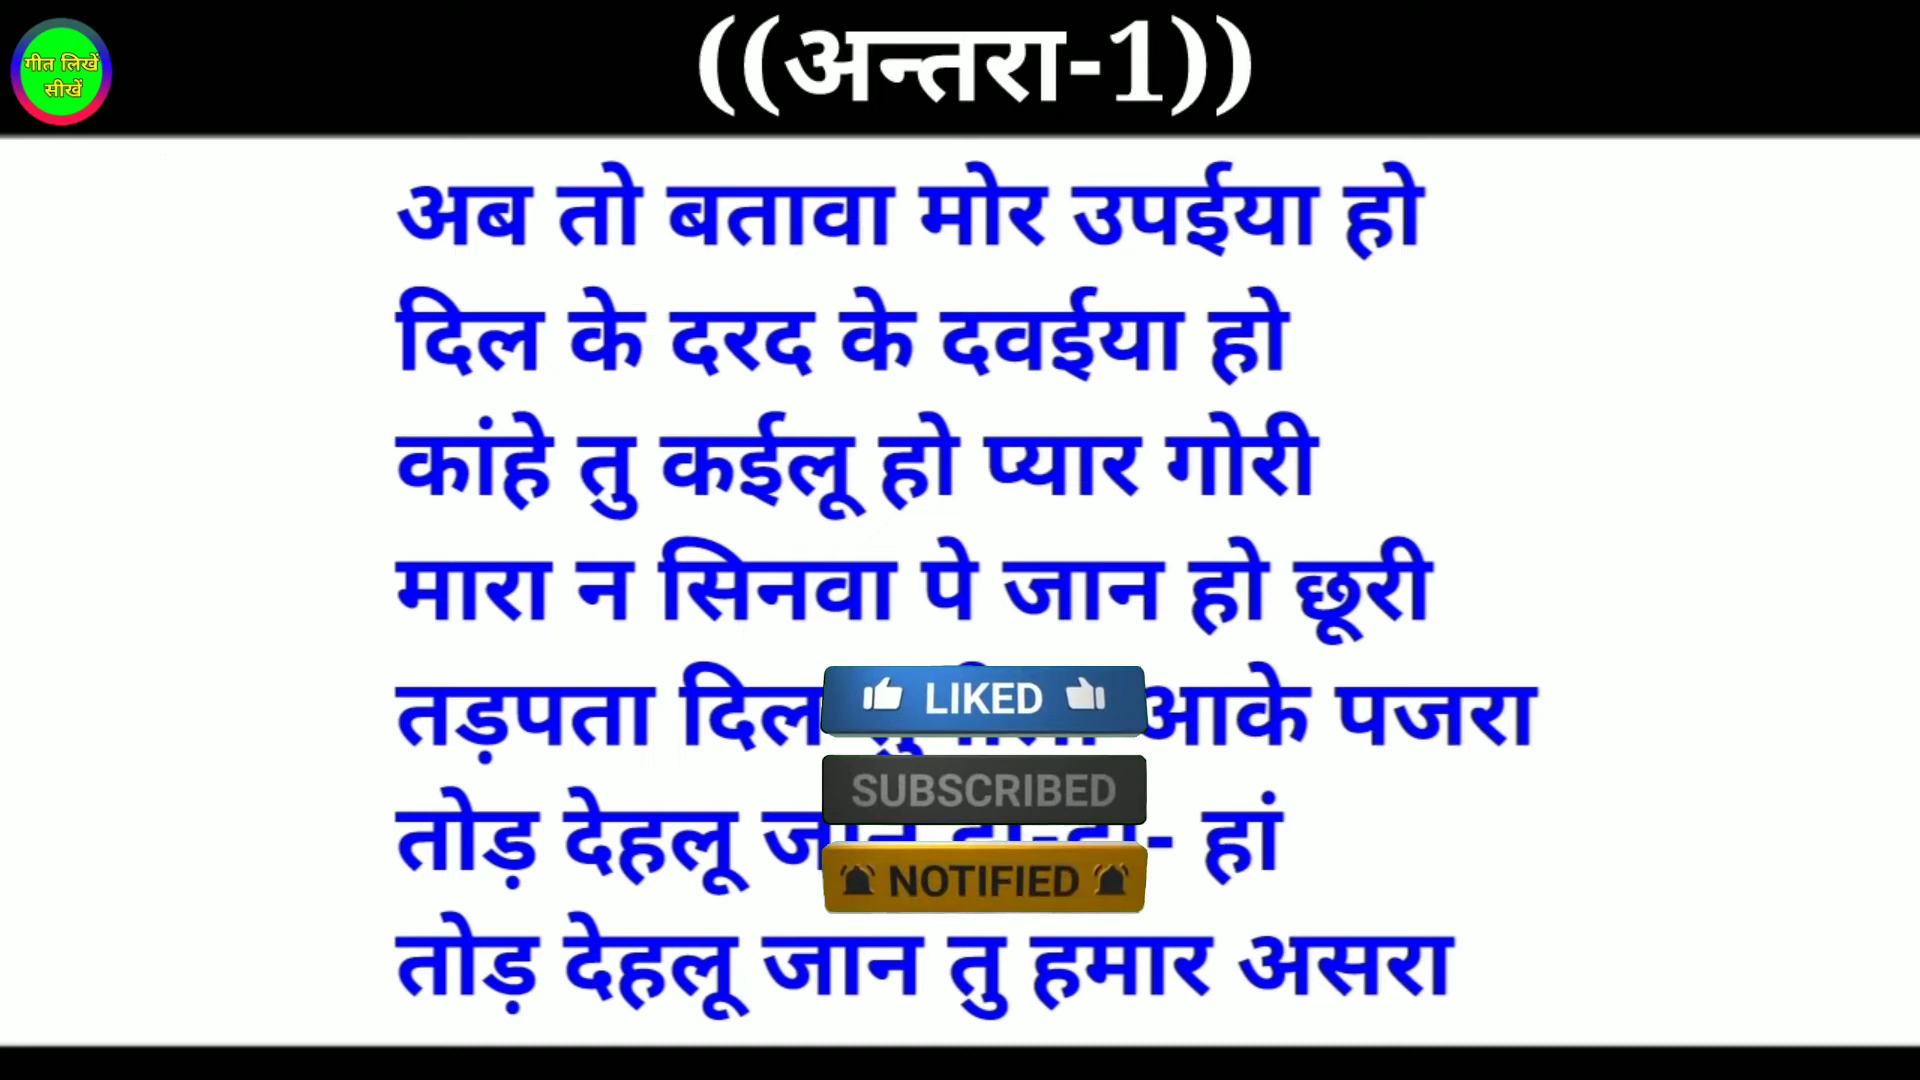 ((अन्तरा-1))
गीत लिखें
सीखें
अब तो बतावा मोर उपईया हो
दिल के दरद के दवईया हो
कांहे तु कईलू हो प्यार गोरी
मारा न सिनवा पे जान हो छूरी
तड़पता दिल आके पजरा
LIKED
SUBSCRIBED
तोड़ देहलू जान हां-हां- हां
NOTIFIED
तोड़ देहलू जान तु हमार असरा